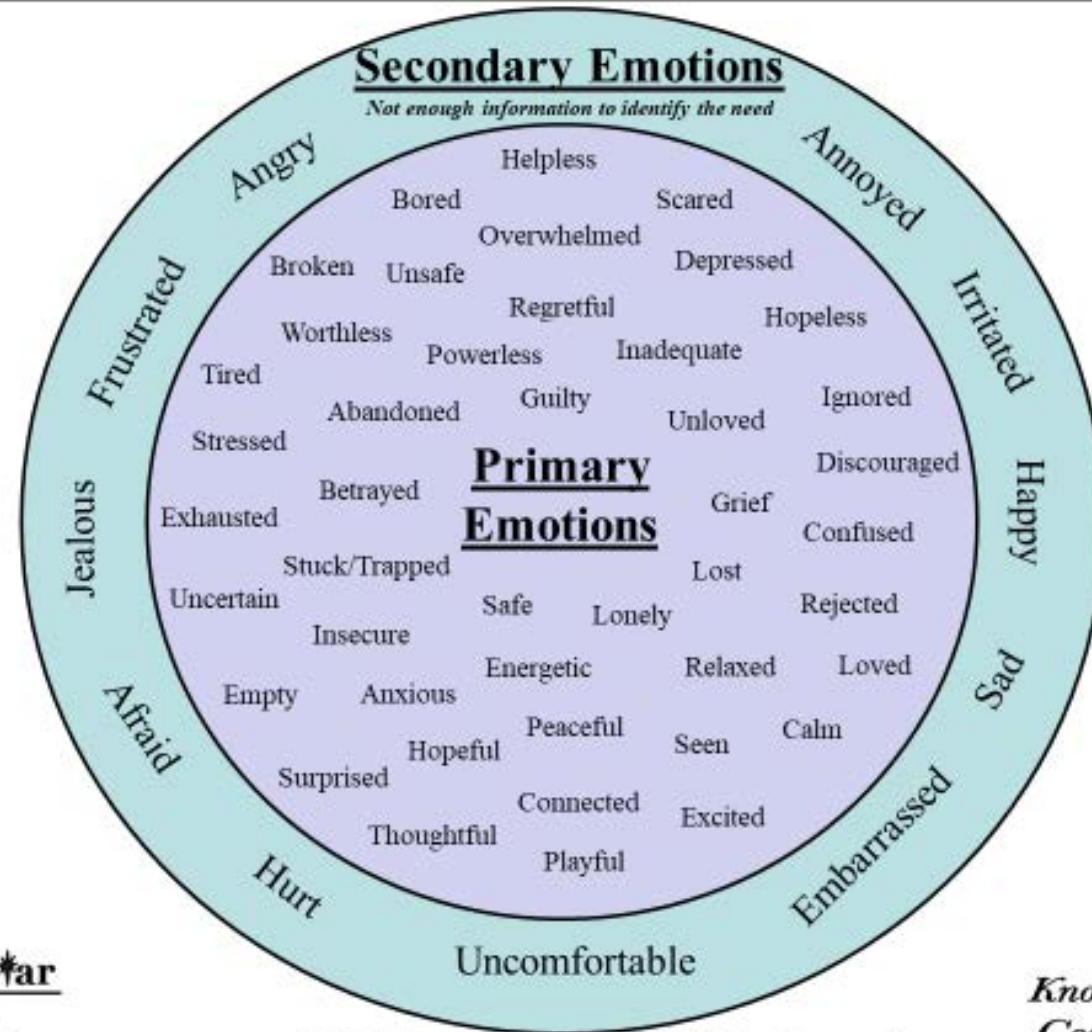 Secondary Emotions
Not enough information to identify the need
Angry
Annoyed
Frustrated
Irritated
Jealous
Happy
Afraid
Sad
Hurt
Embarrassed
Uncomfortable
Helpless
Bored
Scared
Overwhelmed
Broken
Unsafe
Depressed
Regretful
Hopeless
Worthless
Powerless
Inadequate
Tired
Guilty
Ignored
Abandoned
Unloved
Stressed
Discouraged
Primary
Emotions
Betrayed
Grief
Exhausted
Confused
Stuck/Trapped
Lost
Uncertain
Safe
Lonely
Rejected
Insecure
Energetic
Relaxed
Loved
Empty
Anxious
Peaceful
Seen
Calm
Hopeful
Surprised
Connected
Excited
Thoughtful
Playful